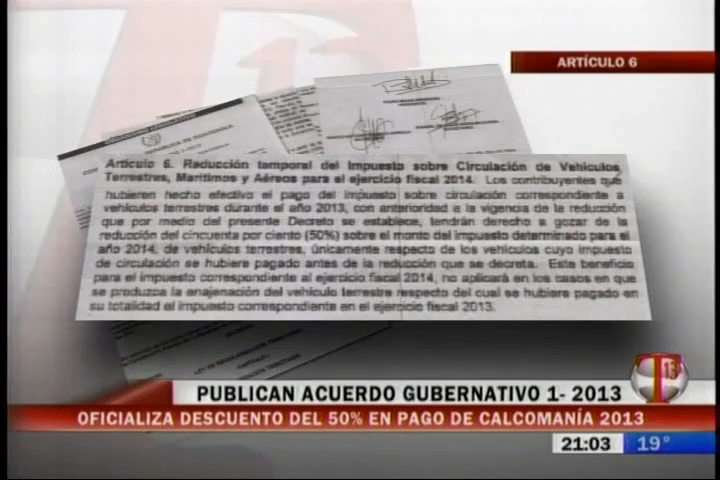 ARTÍCULO 6
Artículo 6. Reducción temporal del Impuesto sobre Circulación de Vehículos
Terrestres, Marítimos y Aéreos para el ejercicio fiscal 2014. Los contribuyentes que
hubieren hecho efectivo el pago del impuesto sobre circulación correspondiente a
vehículos terrestres durante el año 2013, con anterioridad a la vigencia de la reducción
que por medio del presente Decreto se establece, tendrán derecho a gozar de la
reducción del cincuenta por ciento (50%) sobre el monto del impuesto determinado para el
año 2014, de vehículos terrestres, únicamente respecto de los vehículos cuyo impuesto
de circulación se hubiere pagado antes de la reducción que se decreta. Este beneficio
para el impuesto correspondiente al ejercicio fiscal 2014, no aplicará en los casos en que
se produzca la enajenación del vehículo terrestre respecto del cual se hubiere pagado en
su totalidad el impuesto correspondiente en el ejercicio fiscal 2013.
T13
PUBLICAN ACUERDO GUBERNATIVO 1- 2013
OFICIALIZA DESCUENTO DEL 50% EN PAGO DE CALCOMANÍA 2013
21:03 19°